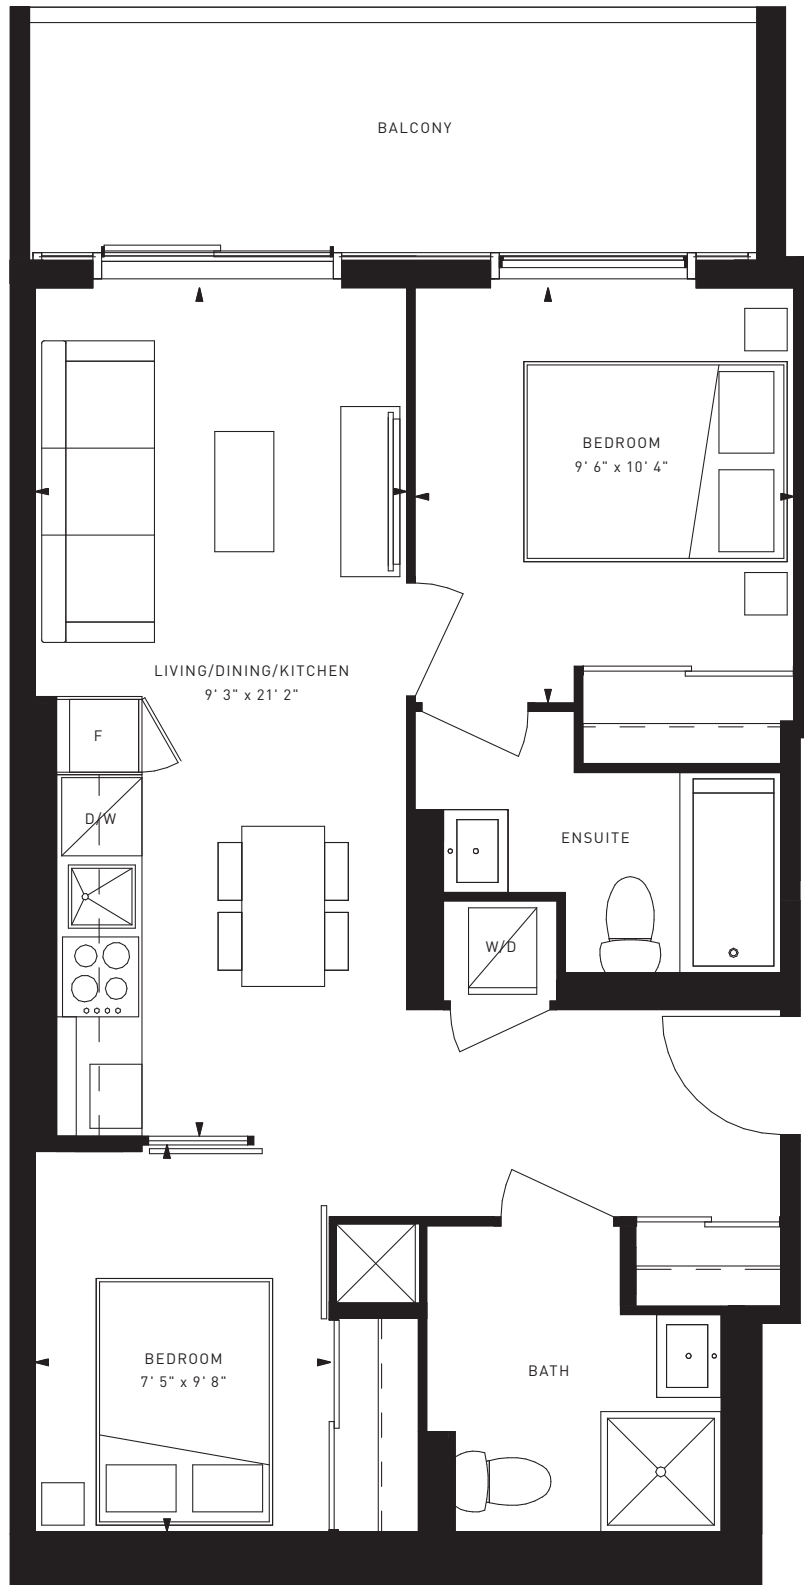 BALCONY
BEDROOM
9' 6" x 10' 4"
LIVING/DINING/KITCHEN
9' 3" x 21' 2"
F
D/W
ENSUITE
W/D
BEDROOM
7' 5" x 9' 8"
BATH